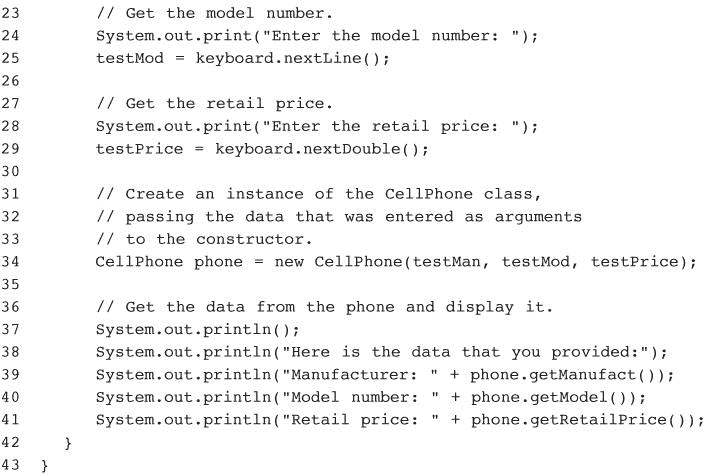 23 // Get the model number.
24 System.out.print("Enter the model number: ");
25 testMod = keyboard.nextLine();
26
27 // Get the retail price.
28 System.out.print("Enter the retail price: ");
29 testPrice = keyboard.nextDouble();
30
31 // Create an instance of the CellPhone class,
32 // passing the data that was entered as arguments
33 // to the constructor.
34 CellPhone phone = new CellPhone(testMan, testMod, testPrice);
35
36 // Get the data from the phone and display it.
37 System.out.println();
38 System.out.println("Here is the data that you provided:");
39 System.out.println("Manufacturer: " + phone.getManufact());
40 System.out.println("Model number: " + phone.getModel());
41 System.out.println("Retail price: " + phone.getRetailPrice());
42 }
43 }